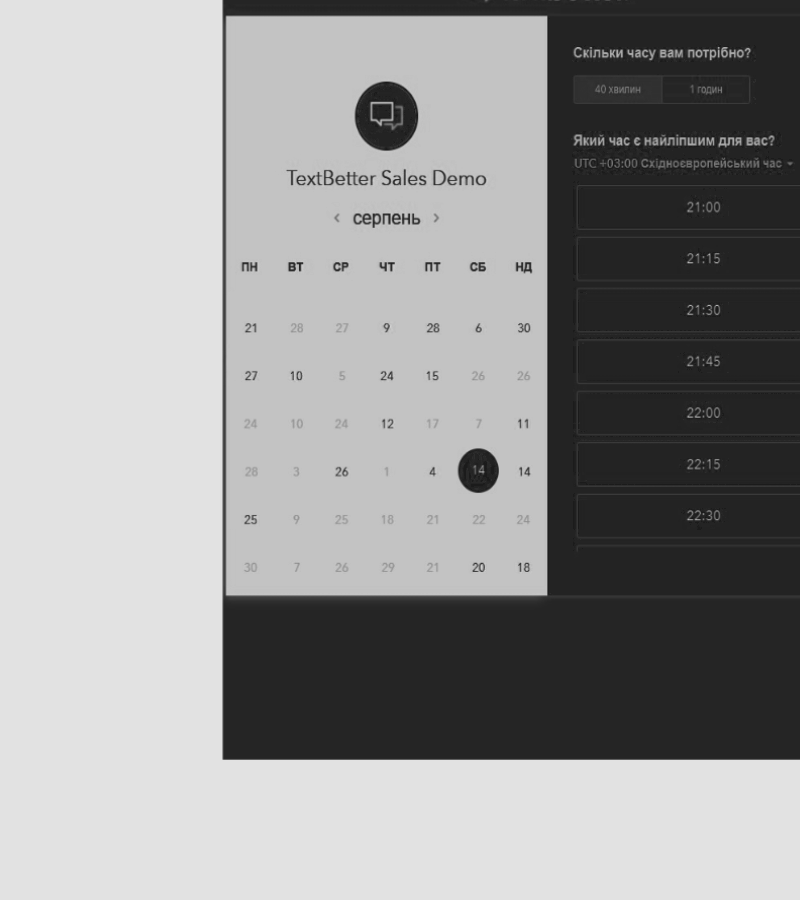 TextBetter Sales Demo
‹ серпень ›
ПН ВТ СР ЧТ ПТ СБ НД
21 28 27 9 28 6 30
27 10 5 24 15 26 26
24 10 24 12 17 7 11
28 3 26 1 4 14 14
25 9 25 18 21 22 24
30 7 26 29 21 20 18
Скільки часу вам потрібно?
40 хвилин 1 годин
Який час є найліпшим для вас?
UTC +03:00 Східноєвропейський час
21:00
21:15
21:30
21:45
22:00
22:15
22:30